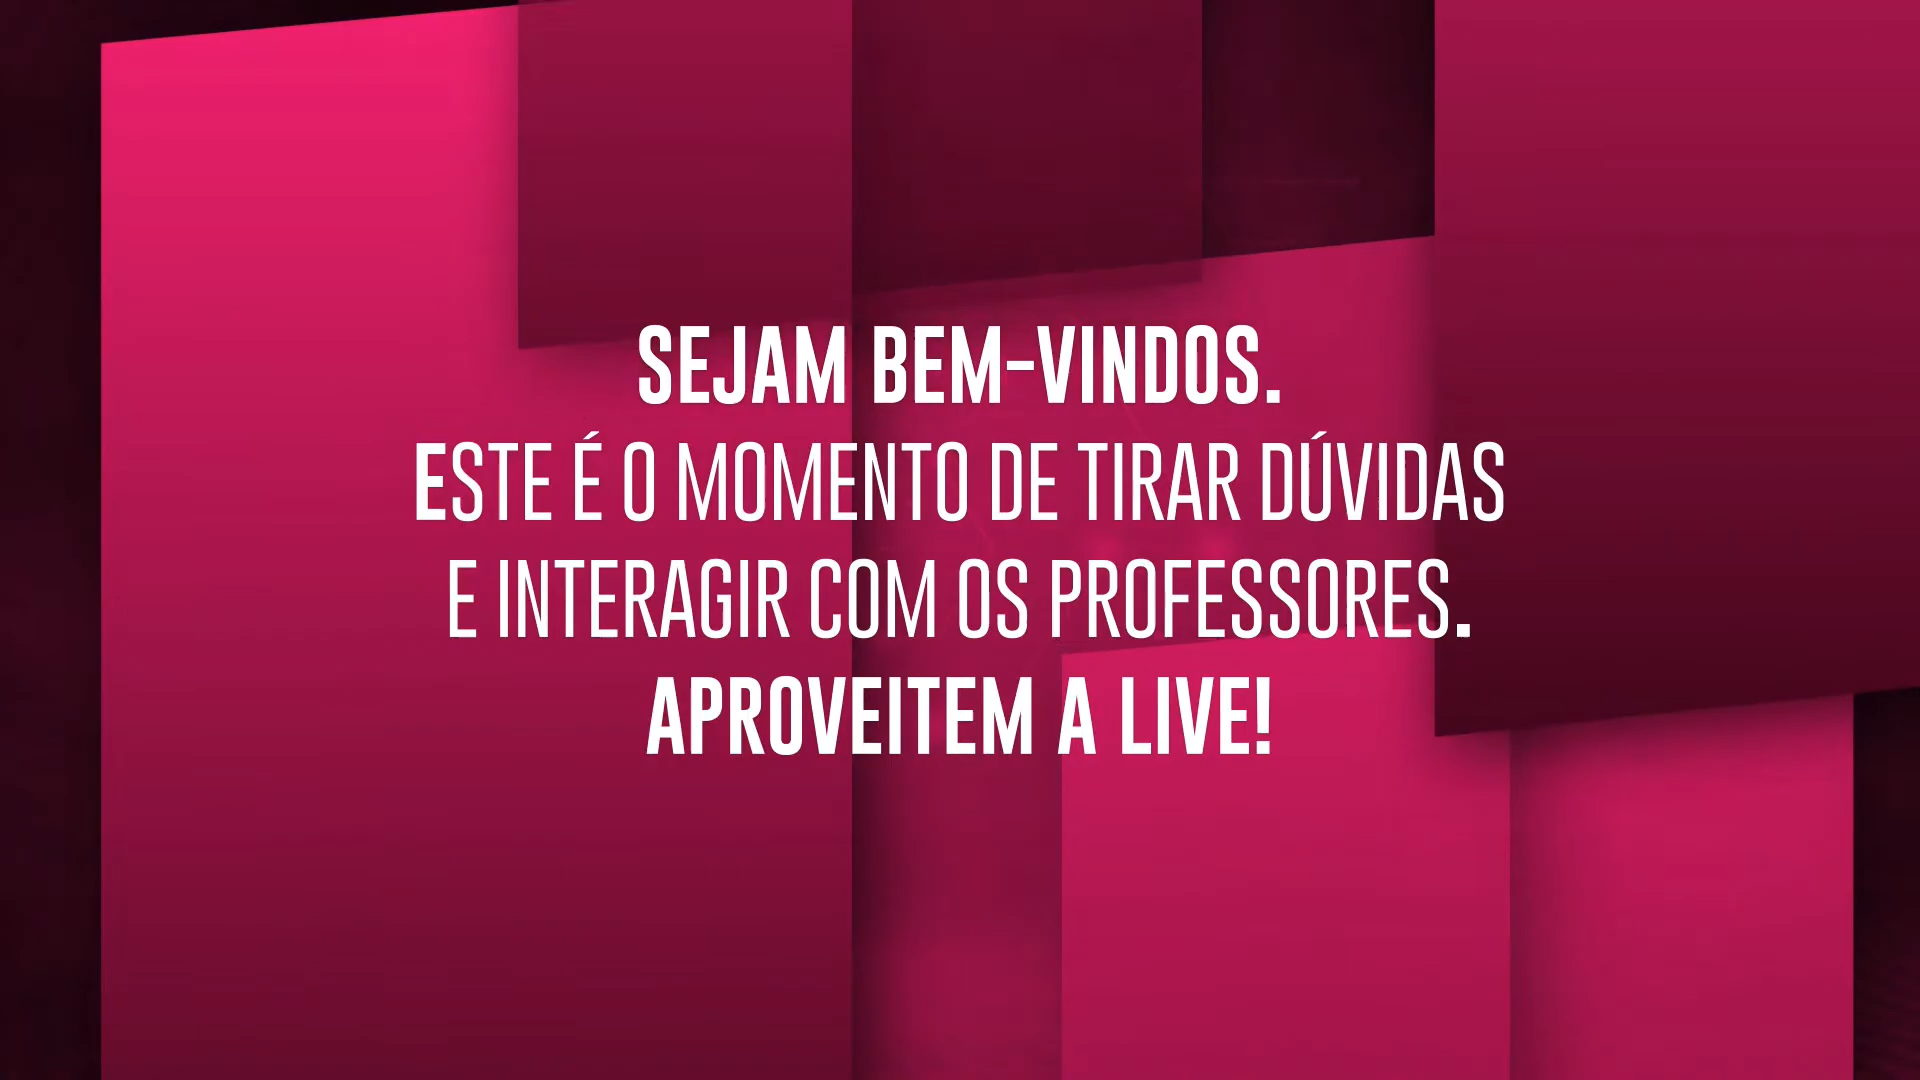 SEJAM BEM-VINDOS.
ESTE É O MOMENTO DE TIRAR DÚVIDAS
E INTERAGIR COM OS PROFESSORES.
APROVEITEM A LIVE!